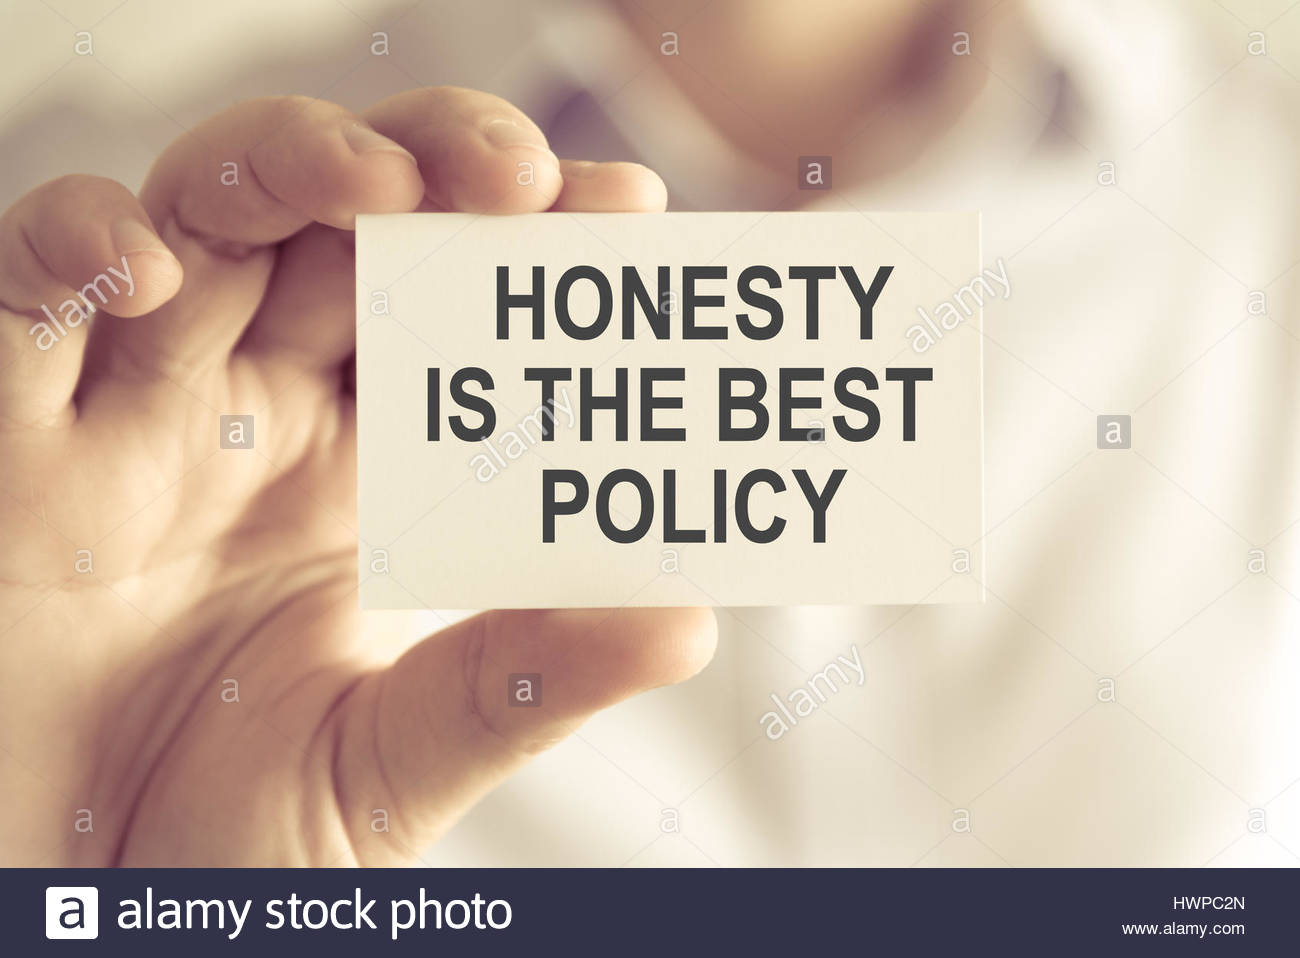 HONESTY
IS THE BEST
POLICY
a alamy stock photo
HWPC2N
www.alamy.com
alamy
alamy
alamy
alamy